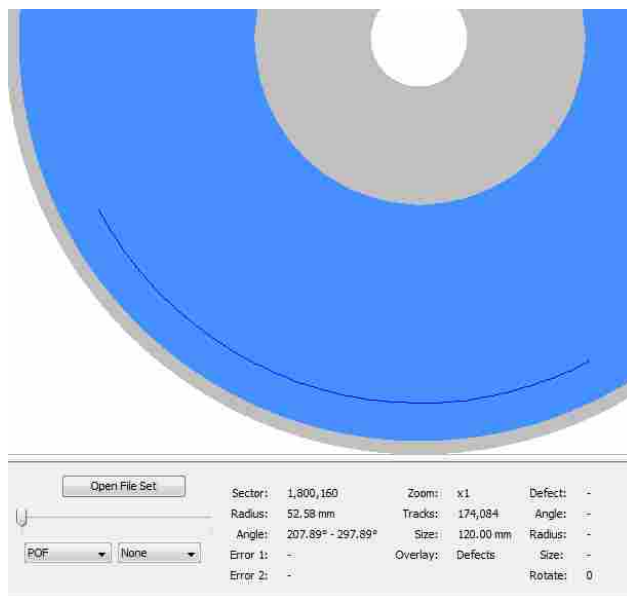 Open File Set
POF None
Sector: 1,800,160 Zoom: x1 Defect: -
Radius: 52.58 mm Tracks: 174,084 Angle: -
Angle: 207.89° - 297.89° Size: 120.00 mm Radius: -
Error 1: - Overlay: Defects Size: -
Error 2: - Rotate: 0